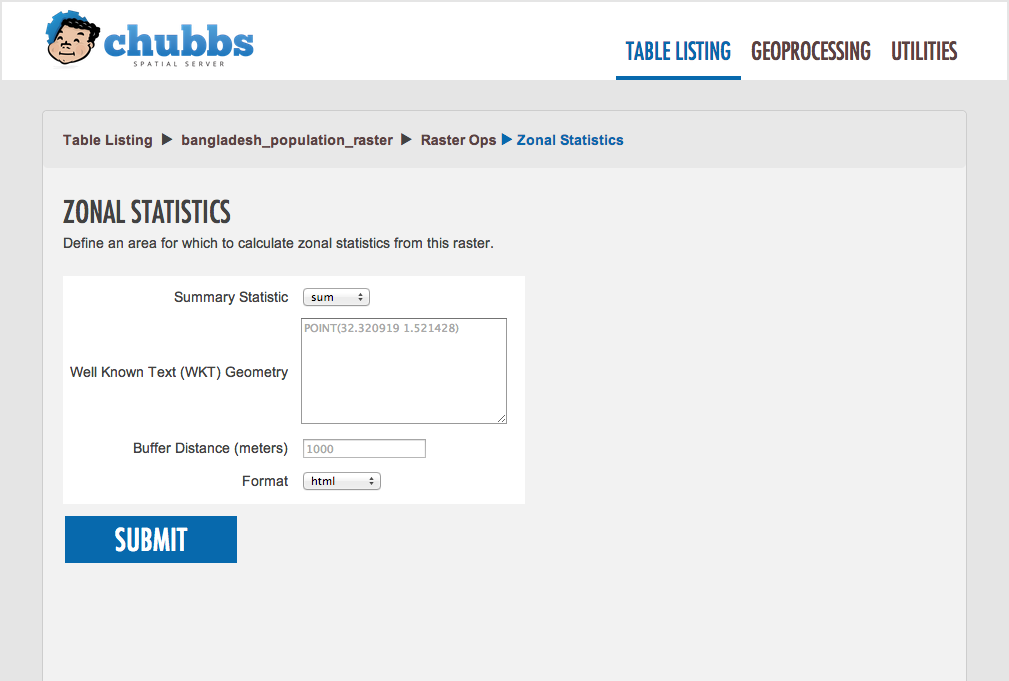 chubbs
SPATIAL SERVER
TABLE LISTING GEOPROCESSING UTILITIES
Table Listing ▶ bangladesh_population_raster ▶ Raster Ops ▶ Zonal Statistics
ZONAL STATISTICS
Define an area for which to calculate zonal statistics from this raster.
Summary Statistic sum
POINT(32.320919 1.521428)
Well Known Text (WKT) Geometry
Buffer Distance (meters) 1000
Format html
SUBMIT